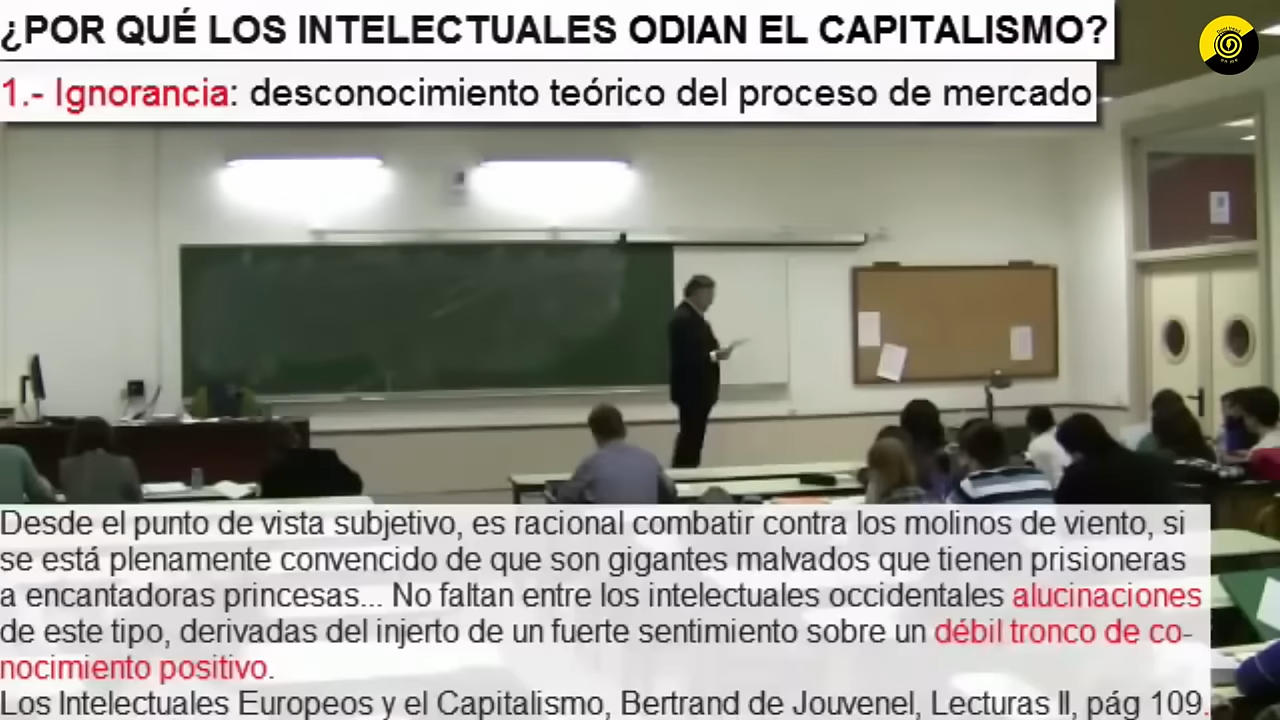 ¿POR QUÉ LOS INTELECTUALES ODIAN EL CAPITALISMO?
1.- Ignorancia: desconocimiento teórico del proceso de mercado
Desde el punto de vista subjetivo, es racional combatir contra los molinos de viento, si
se está plenamente convencido de que son gigantes malvados que tienen prisioneras
a encantadoras princesas... No faltan entre los intelectuales occidentales alucinaciones
de este tipo, derivadas del injerto de un fuerte sentimiento sobre un débil tronco de co-
nocimiento positivo.
Los Intelectuales Europeos y el Capitalismo, Bertrand de Jouvenel, Lecturas II, pág 109.